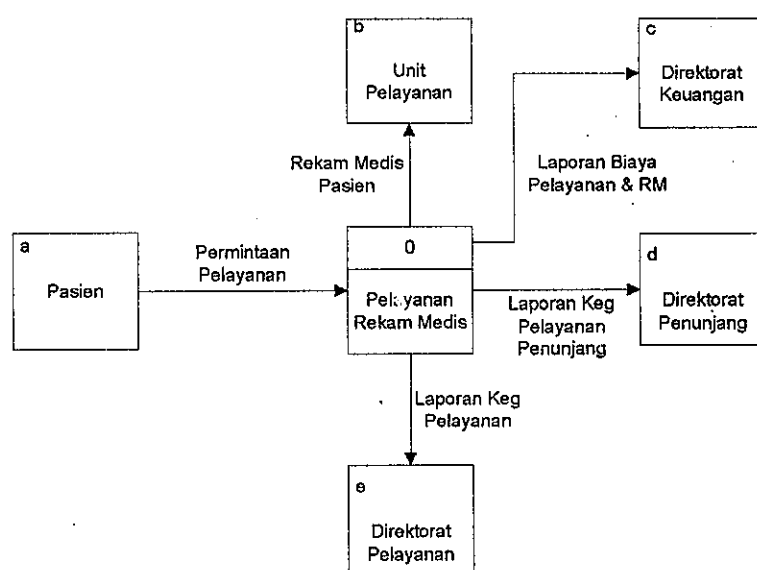 b
Unit
Pelayanan
c
Direktorat
Keuangan
Rekam Medis
Pasien
Laporan Biaya
Pelayanan & RM
a
Pasien
Permintaan
Pelayanan
0
Pelayanan
Rekam Medis
Laporan Keg
Pelayanan
Penunjang
d
Direktorat
Penunjang
Laporan Keg
Pelayanan
e
Direktorat
Pelayanan